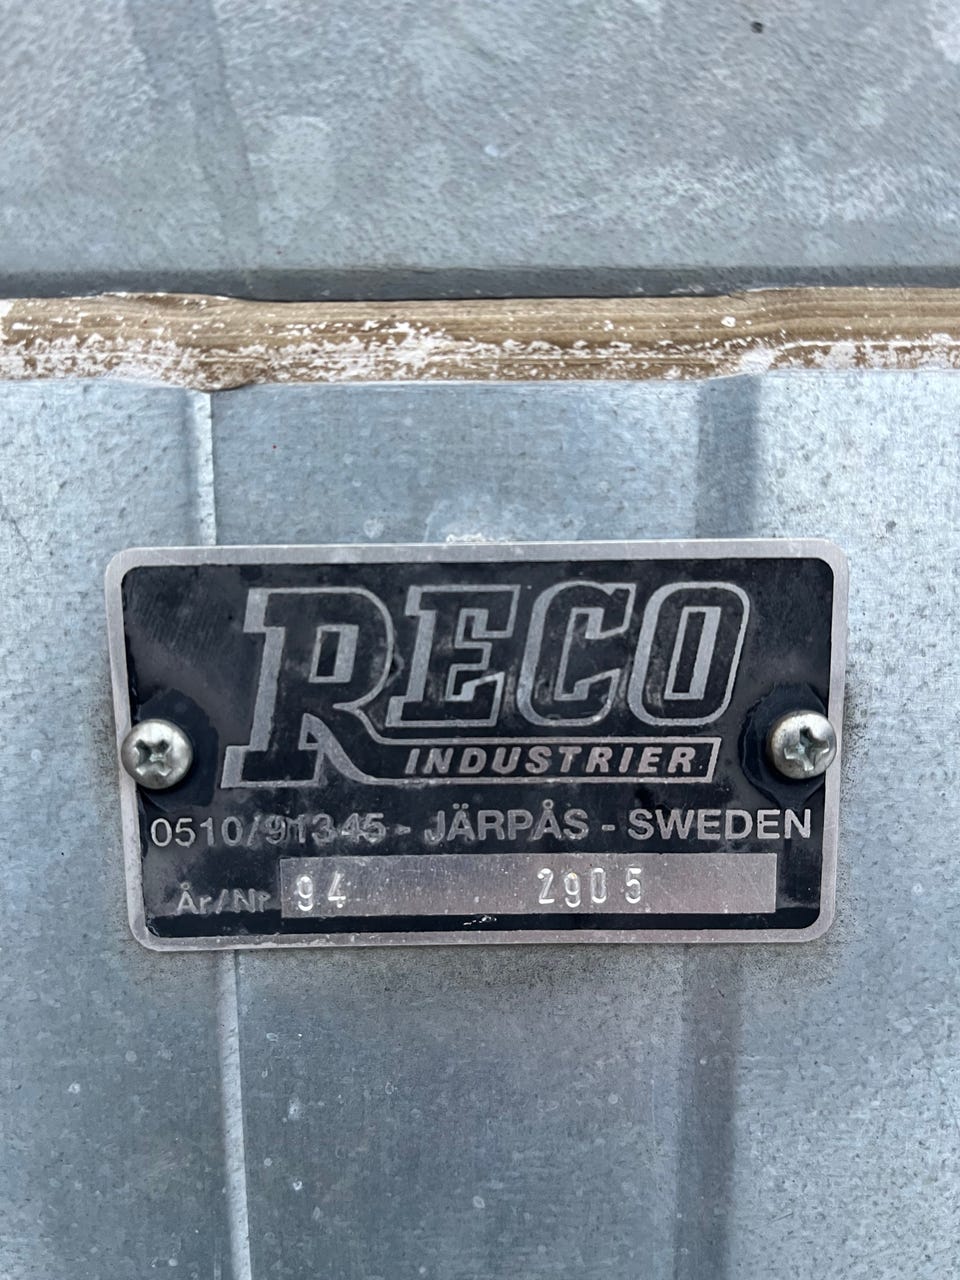 RECO
INDUSTRIER
0510/91345 - JÄRPÅS - SWEDEN
År/Nr 94 2905